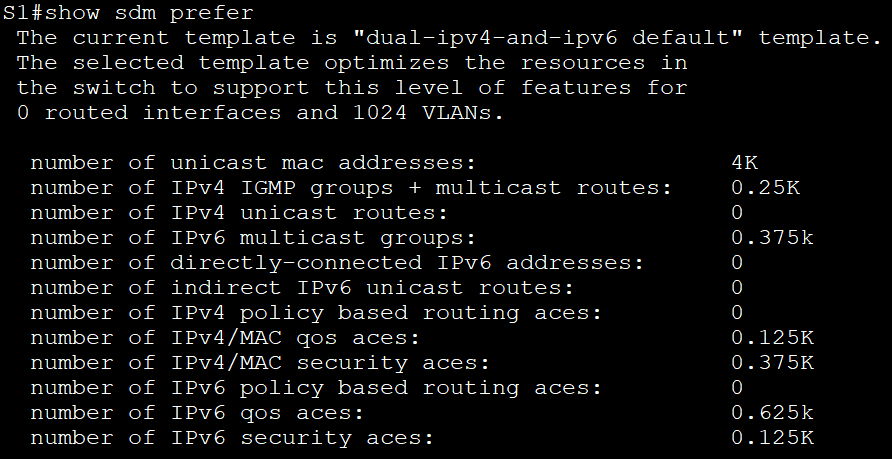 S1#show sdm prefer
The current template is "dual-ipv4-and-ipv6 default" template.
The selected template optimizes the resources in
the switch to support this level of features for
0 routed interfaces and 1024 VLANs.
number of unicast mac addresses: 4K
number of IPv4 IGMP groups + multicast routes: 0.25K
number of IPv4 unicast routes: 0
number of IPv6 multicast groups: 0.375k
number of directly-connected IPv6 addresses: 0
number of indirect IPv6 unicast routes: 0
number of IPv4 policy based routing aces: 0
number of IPv4/MAC qos aces: 0.125K
number of IPv4/MAC security aces: 0.375K
number of IPv6 policy based routing aces: 0
number of IPv6 qos aces: 0.625k
number of IPv6 security aces: 0.125K